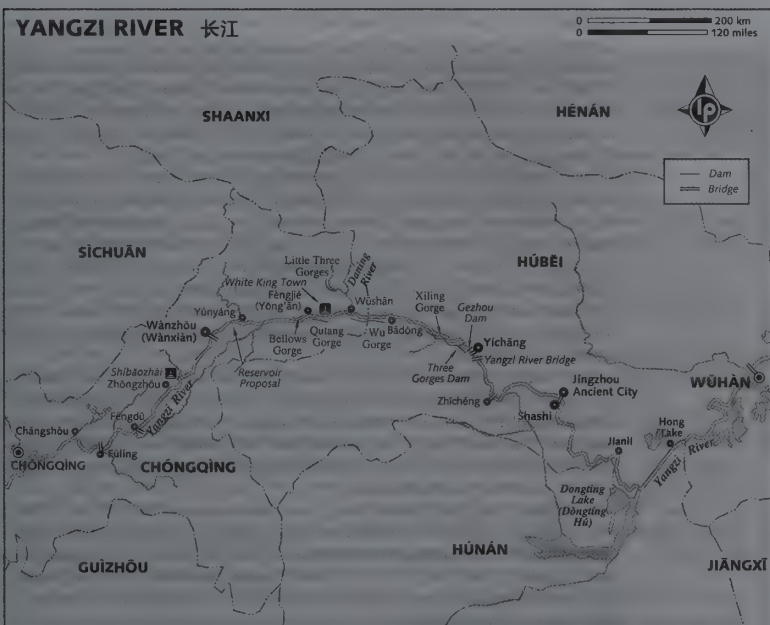 YANGZI RIVER 长江
0 200 km
0 120 miles
SHAANXI
HÉNÁN
lp
Dam
Bridge
SÌCHUĀN
HÚBĚI
Little Three
Gorges
Daning
River
White King Town
Fèngjié
(Yǒng'ān)
Wūshān
Yúnyáng
Xiling
Gorge
Gezhou
Dam
Wànzhōu
(Wànxiàn)
Bellows
Gorge
Qutang
Gorge
Wu
Gorge
Bādōng
Yíchāng
Yangzi River Bridge
Three
Gorges Dam
Reservoir
Proposal
Shíbǎozhài
Zhōngzhōu
Jīngzhōu
Ancient City
WǓHÀN
Zhīchéng
Shashi
Fēngdū
Yangzi River
Chángshòu
Hong
Lake
Jianli
Yangzi River
CHÓNGQÌNG
Fúlíng
CHÓNGQÌNG
Dongting
Lake
(Dòngtíng
Hú)
HÚNÁN
GUÌZHŌU
JIĀNGXĪ